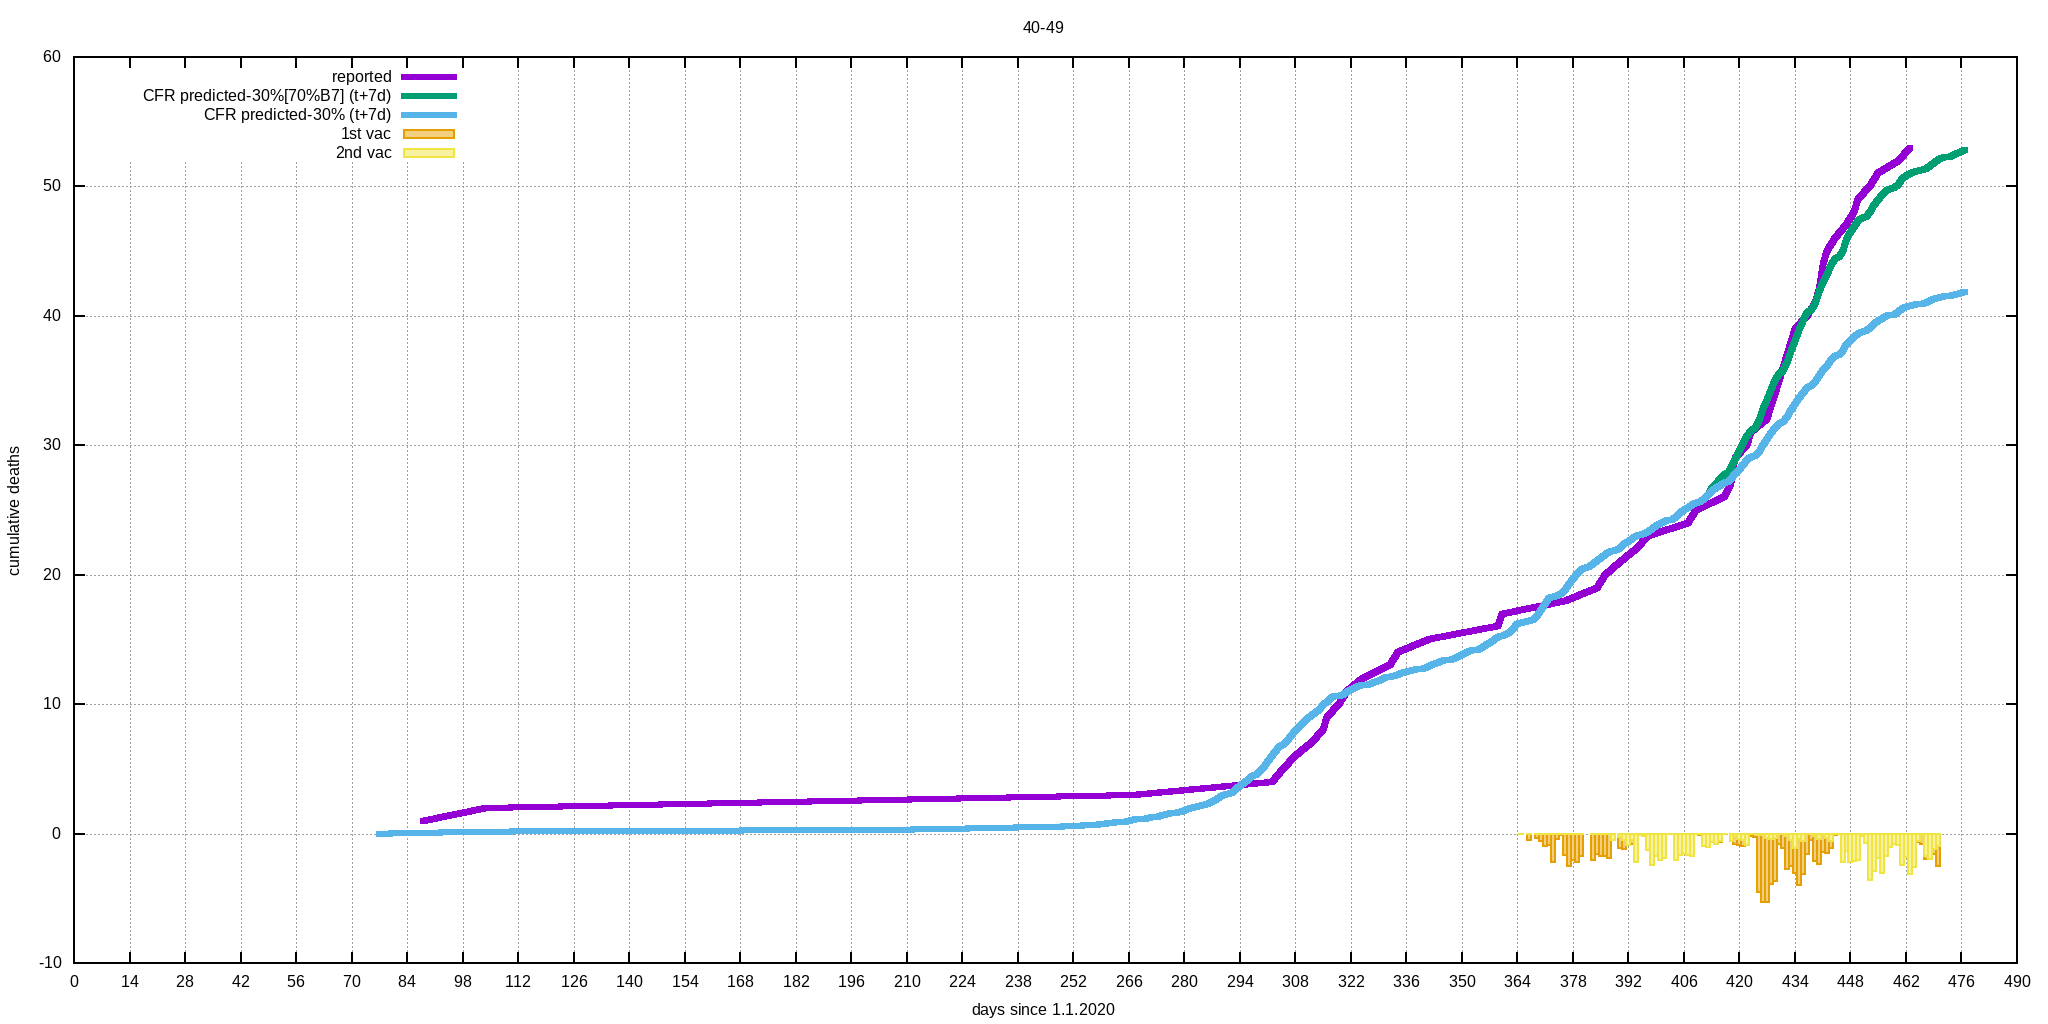 40-49
60
50
40
30
20
10
0
-10
reported
CFR predicted-30%[70%B7] (t+7d)
CFR predicted-30% (t+7d)
1st vac
2nd vac
cumulative deaths
0 14 28 42 56 70 84 98 112 126 140 154 168 182 196 210 224 238 252 266 280 294 308 322 336 350 364 378 392 406 420 434 448 462 476 490
days since 1.1.2020